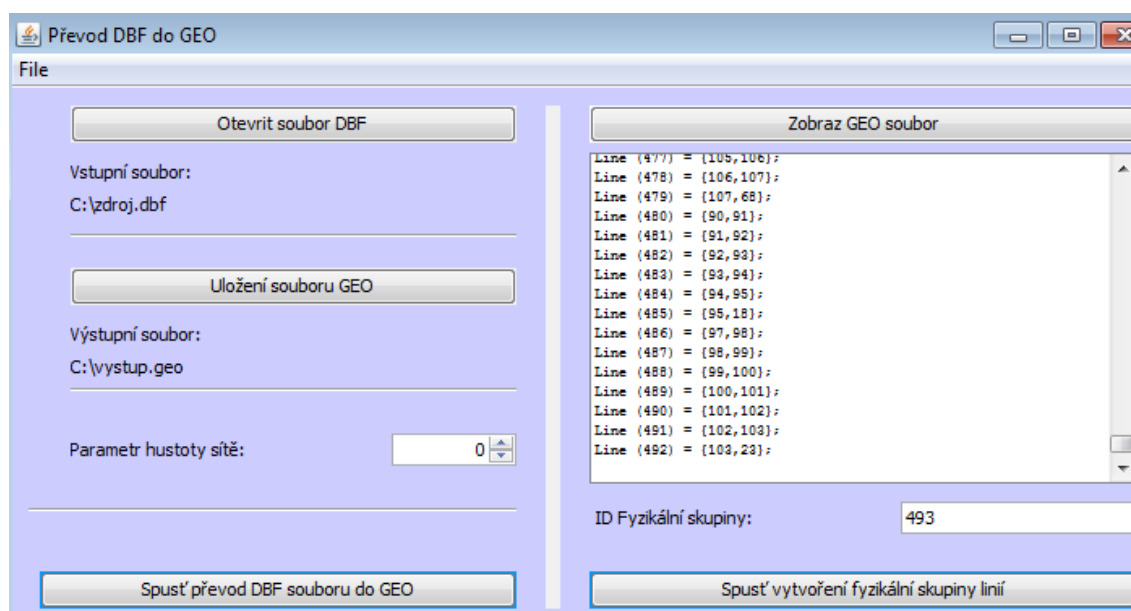 Převod DBF do GEO
File
Otevrit soubor DBF
Vstupní soubor:
C:\zdroj.dbf
Uložení souboru GEO
Výstupní soubor:
C:\vystup.geo
Parametr hustoty sítě:
0
Spusť převod DBF souboru do GEO
Zobraz GEO soubor
Line (477) = {105,106};
Line (478) = {106,107};
Line (479) = {107,68};
Line (480) = {90,91};
Line (481) = {91,92};
Line (482) = {92,93};
Line (483) = {93,94};
Line (484) = {94,95};
Line (485) = {95,18};
Line (486) = {97,98};
Line (487) = {98,99};
Line (488) = {99,100};
Line (489) = {100,101};
Line (490) = {101,102};
Line (491) = {102,103};
Line (492) = {103,23};
ID Fyzikální skupiny:
493
Spusť vytvoření fyzikální skupiny linií